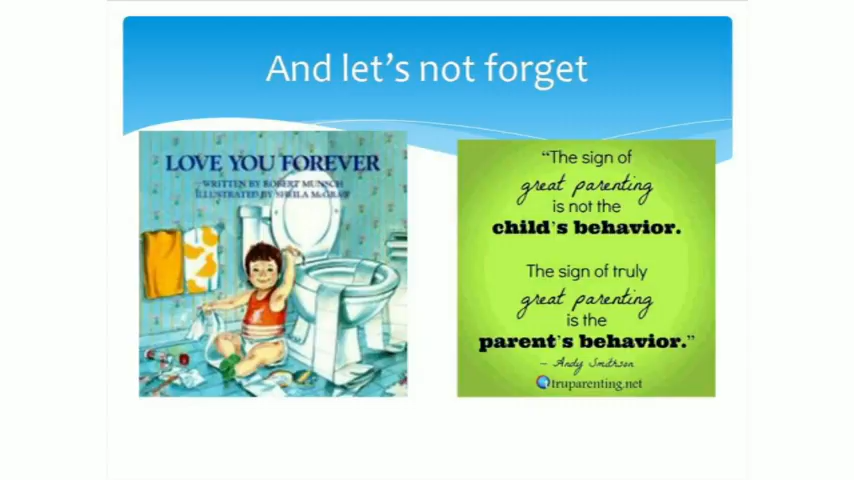 And let's not forget
LOVE YOU FOREVER
WRITTEN BY ROBERT MUNSCH
ILLUSTRATED BY SHEILA McGRAW
“The sign of
great parenting
is not the
child's behavior.
The sign of truly
great parenting
is the
parent's behavior.”
– Andy Smithson
truparenting.net